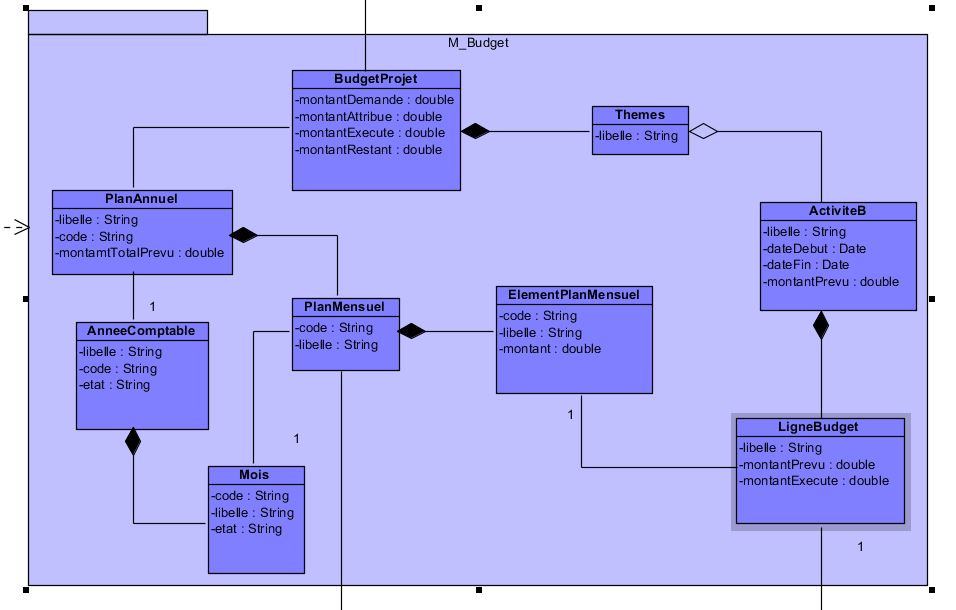 M_Budget
BudgetProjet
-montantDemande : double
-montantAttribue : double
-montantExecute : double
-montantRestant : double
Themes
-libelle : String
PlanAnnuel
-libelle : String
-code : String
-montamtTotalPrevu : double
ActiviteB
-libelle : String
-dateDebut : Date
-dateFin : Date
-montantPrevu : double
1
AnneeComptable
-libelle : String
-code : String
-etat : String
PlanMensuel
-code : String
-libelle : String
ElementPlanMensuel
-code : String
-libelle : String
-montant : double
1
1
LigneBudget
-libelle : String
-montantPrevu : double
-montantExecute : double
Mois
-code : String
-libelle : String
-etat : String
1